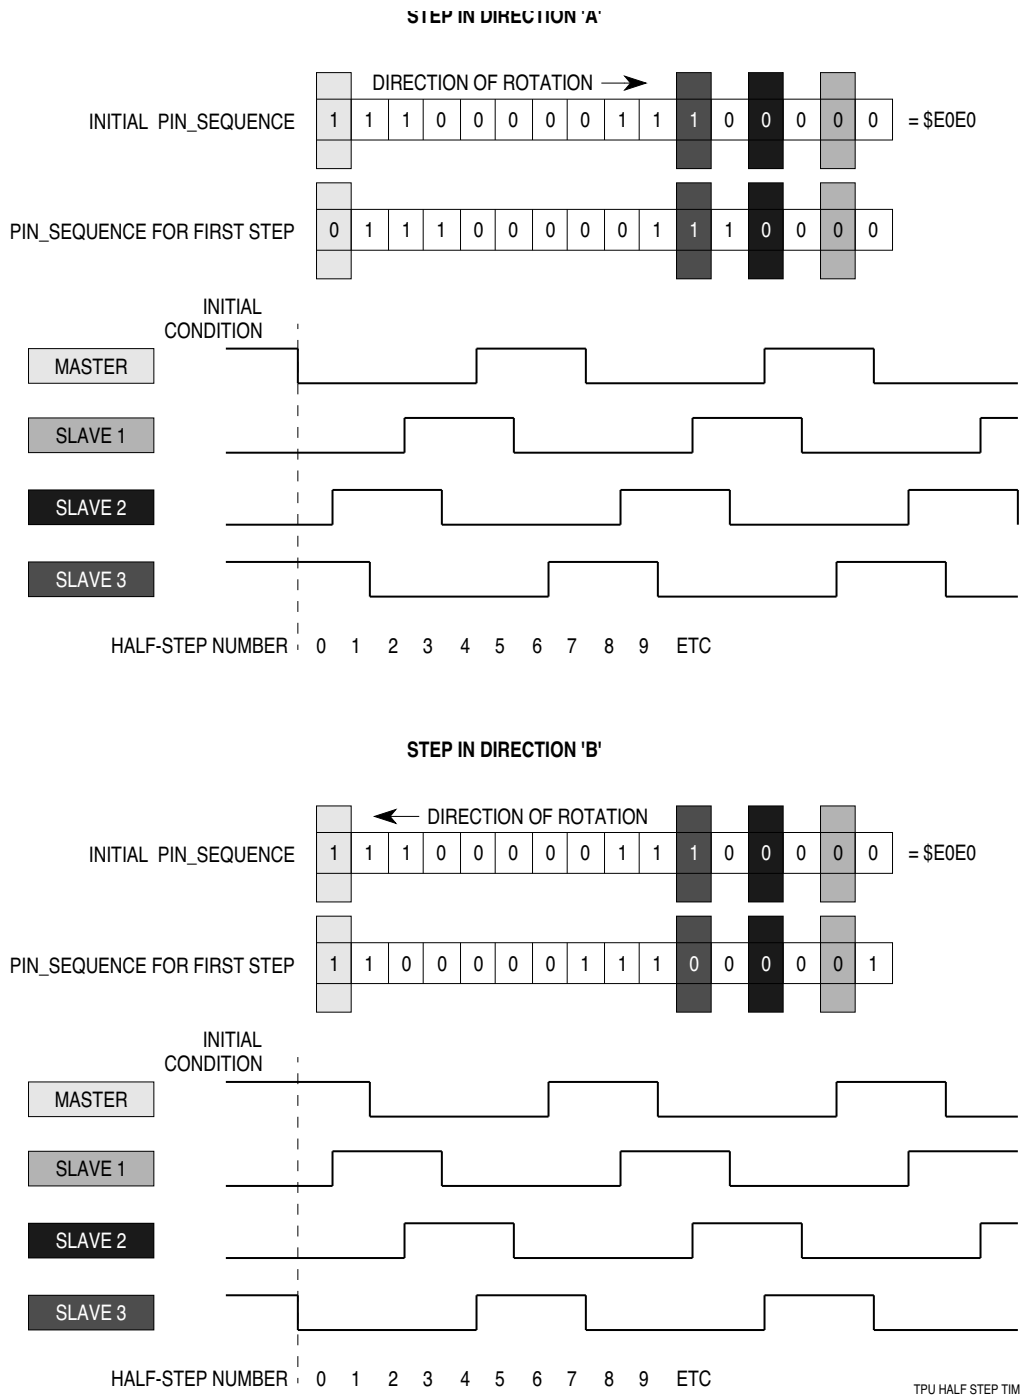 STEP IN DIRECTION 'A'
DIRECTION OF ROTATION
INITIAL PIN_SEQUENCE 1 1 1 0 0 0 0 0 1 1 1 0 0 0 0 0 = $E0E0
PIN_SEQUENCE FOR FIRST STEP 0 1 1 1 0 0 0 0 0 1 1 1 0 0 0 0
INITIAL
CONDITION
MASTER
SLAVE 1
SLAVE 2
SLAVE 3
HALF-STEP NUMBER 0 1 2 3 4 5 6 7 8 9 ETC
STEP IN DIRECTION 'B'
DIRECTION OF ROTATION
INITIAL PIN_SEQUENCE 1 1 1 0 0 0 0 0 1 1 1 0 0 0 0 0 = $E0E0
PIN_SEQUENCE FOR FIRST STEP 1 1 0 0 0 0 0 1 1 1 0 0 0 0 0 1
INITIAL
CONDITION
MASTER
SLAVE 1
SLAVE 2
SLAVE 3
HALF-STEP NUMBER 0 1 2 3 4 5 6 7 8 9 ETC
TPU HALF STEP TIM